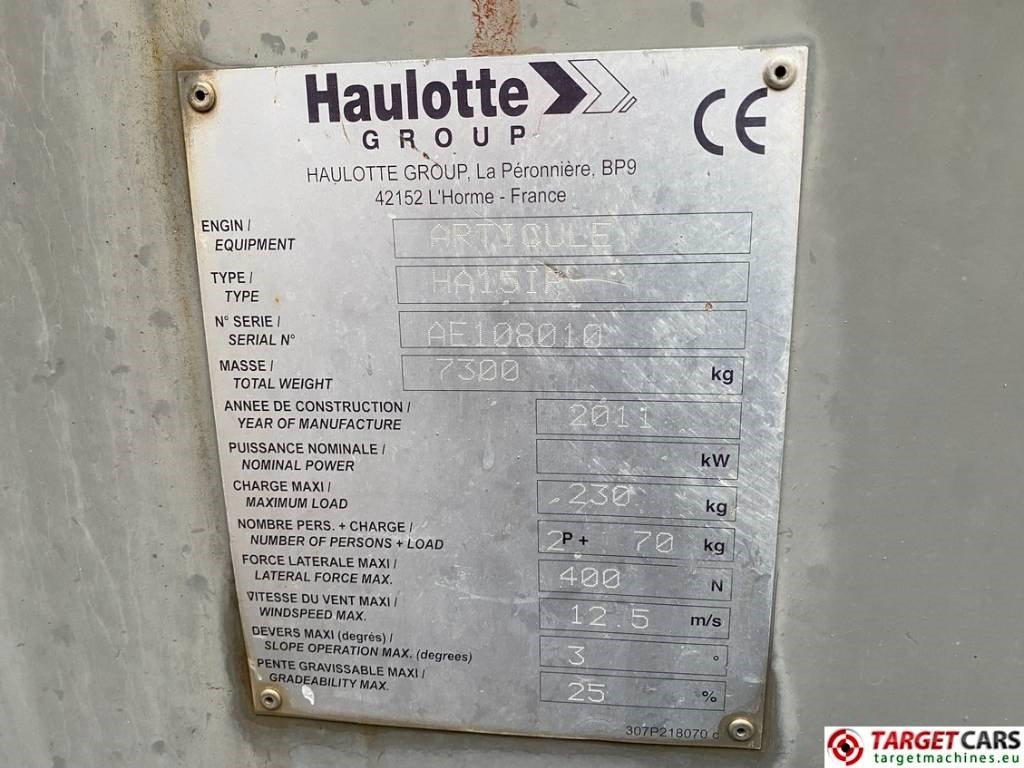 Haulotte
GROUP
CE
HAULOTTE GROUP, La Péronnière, BP9
42152 L'Horme - France
ENGIN /
EQUIPMENT
ARTICULE
TYPE /
TYPE
HA15IP
N° SERIE /
SERIAL N°
AE108010
MASSE /
TOTAL WEIGHT
7300 kg
ANNEE DE CONSTRUCTION /
YEAR OF MANUFACTURE
2011
PUISSANCE NOMINALE /
NOMINAL POWER
kW
CHARGE MAXI /
MAXIMUM LOAD
230 kg
NOMBRE PERS. + CHARGE /
NUMBER OF PERSONS + LOAD
2 P + 70 kg
FORCE LATERALE MAXI /
LATERAL FORCE MAX.
400 N
VITESSE DU VENT MAXI /
WINDSPEED MAX.
12.5 m/s
DEVERS MAXI (degrés) /
SLOPE OPERATION MAX. (degrees)
3 °
PENTE GRAVISSABLE MAXI /
GRADEABILITY MAX.
25 %
307P218070 c
TARGETCARS
targetmachines.eu